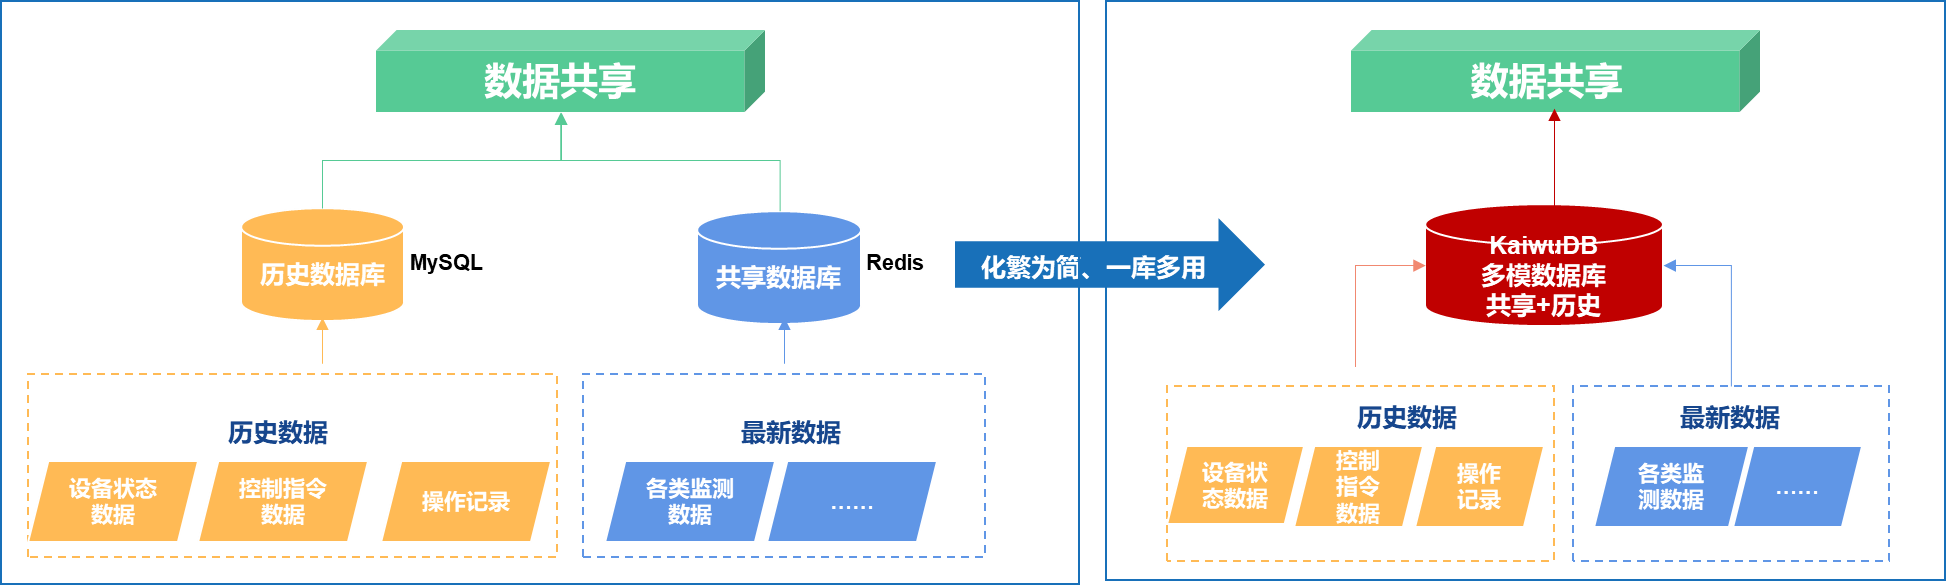 数据共享
历史数据库
MySQL
共享数据库
Redis
历史数据
设备状态
数据
控制指令
数据
操作记录
最新数据
各类监测
数据
......
化繁为简、一库多用
数据共享
KaiwuDB
多模数据库
共享+历史
历史数据
设备状
态数据
控制
指令
数据
操作
记录
最新数据
各类监
测数据
......